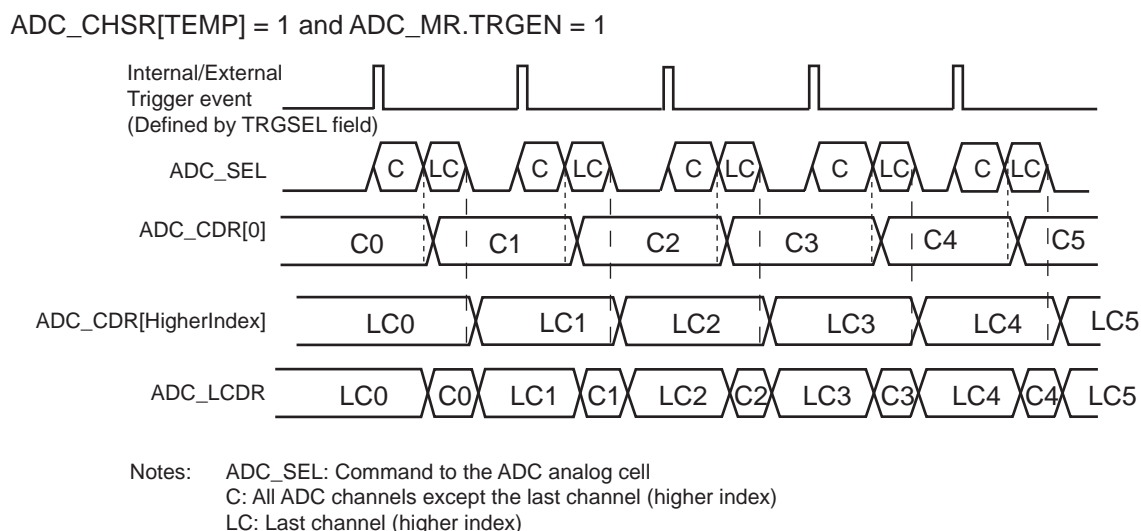 ADC_CHSR[TEMP] = 1 and ADC_MR.TRGEN = 1
Internal/External
Trigger event
(Defined by TRGSEL field)
ADC_SEL C LC C LC C LC C LC C LC
ADC_CDR[0] C0 C1 C2 C3 C4 C5
ADC_CDR[HigherIndex] LC0 LC1 LC2 LC3 LC4 LC5
ADC_LCDR LC0 C0 LC1 C1 LC2 C2 LC3 C3 LC4 C4 LC5
Notes: ADC_SEL: Command to the ADC analog cell
C: All ADC channels except the last channel (higher index)
LC: Last channel (higher index)